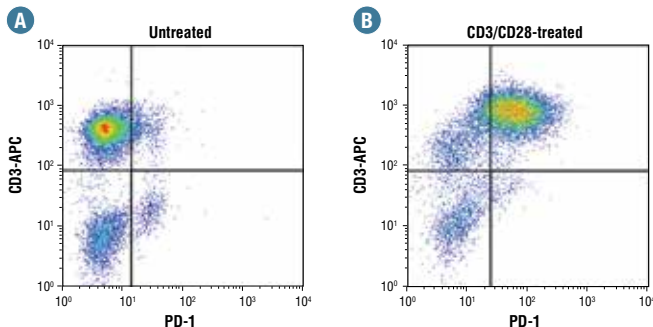 A
Untreated
10⁴
10³
10²
10¹
10⁰
CD3-APC
10⁰ 10¹ 10² 10³ 10⁴
PD-1
B
CD3/CD28-treated
10⁴
10³
10²
10¹
10⁰
CD3-APC
10⁰ 10¹ 10² 10³ 10⁴
PD-1